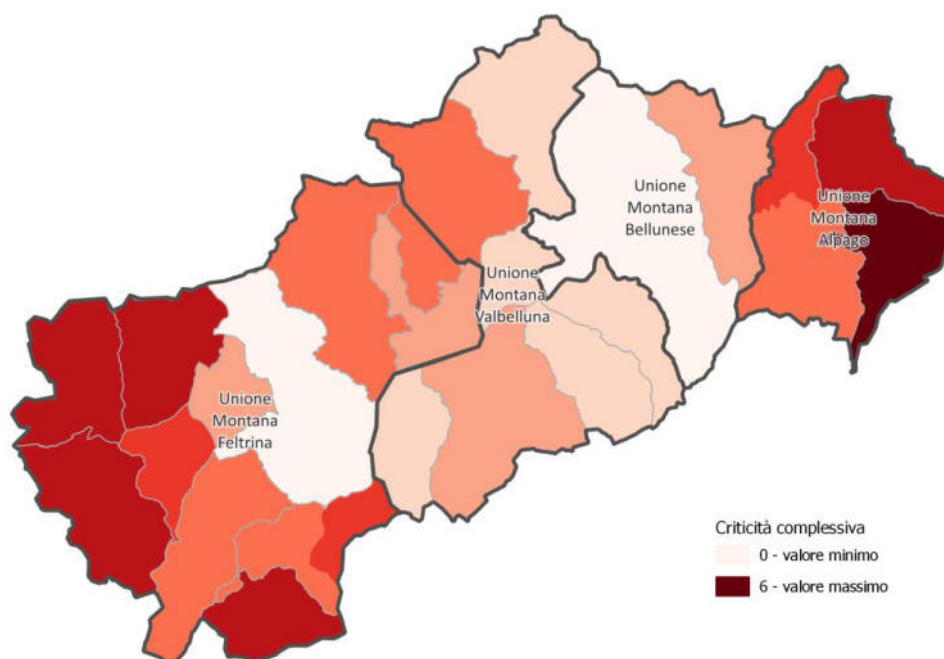 Unione
Montana
Bellunese
Unione
Montana
Alpago
Unione
Montana
Valbelluna
Unione
Montana
Feltrina
Criticità complessiva
0 - valore minimo
6 - valore massimo